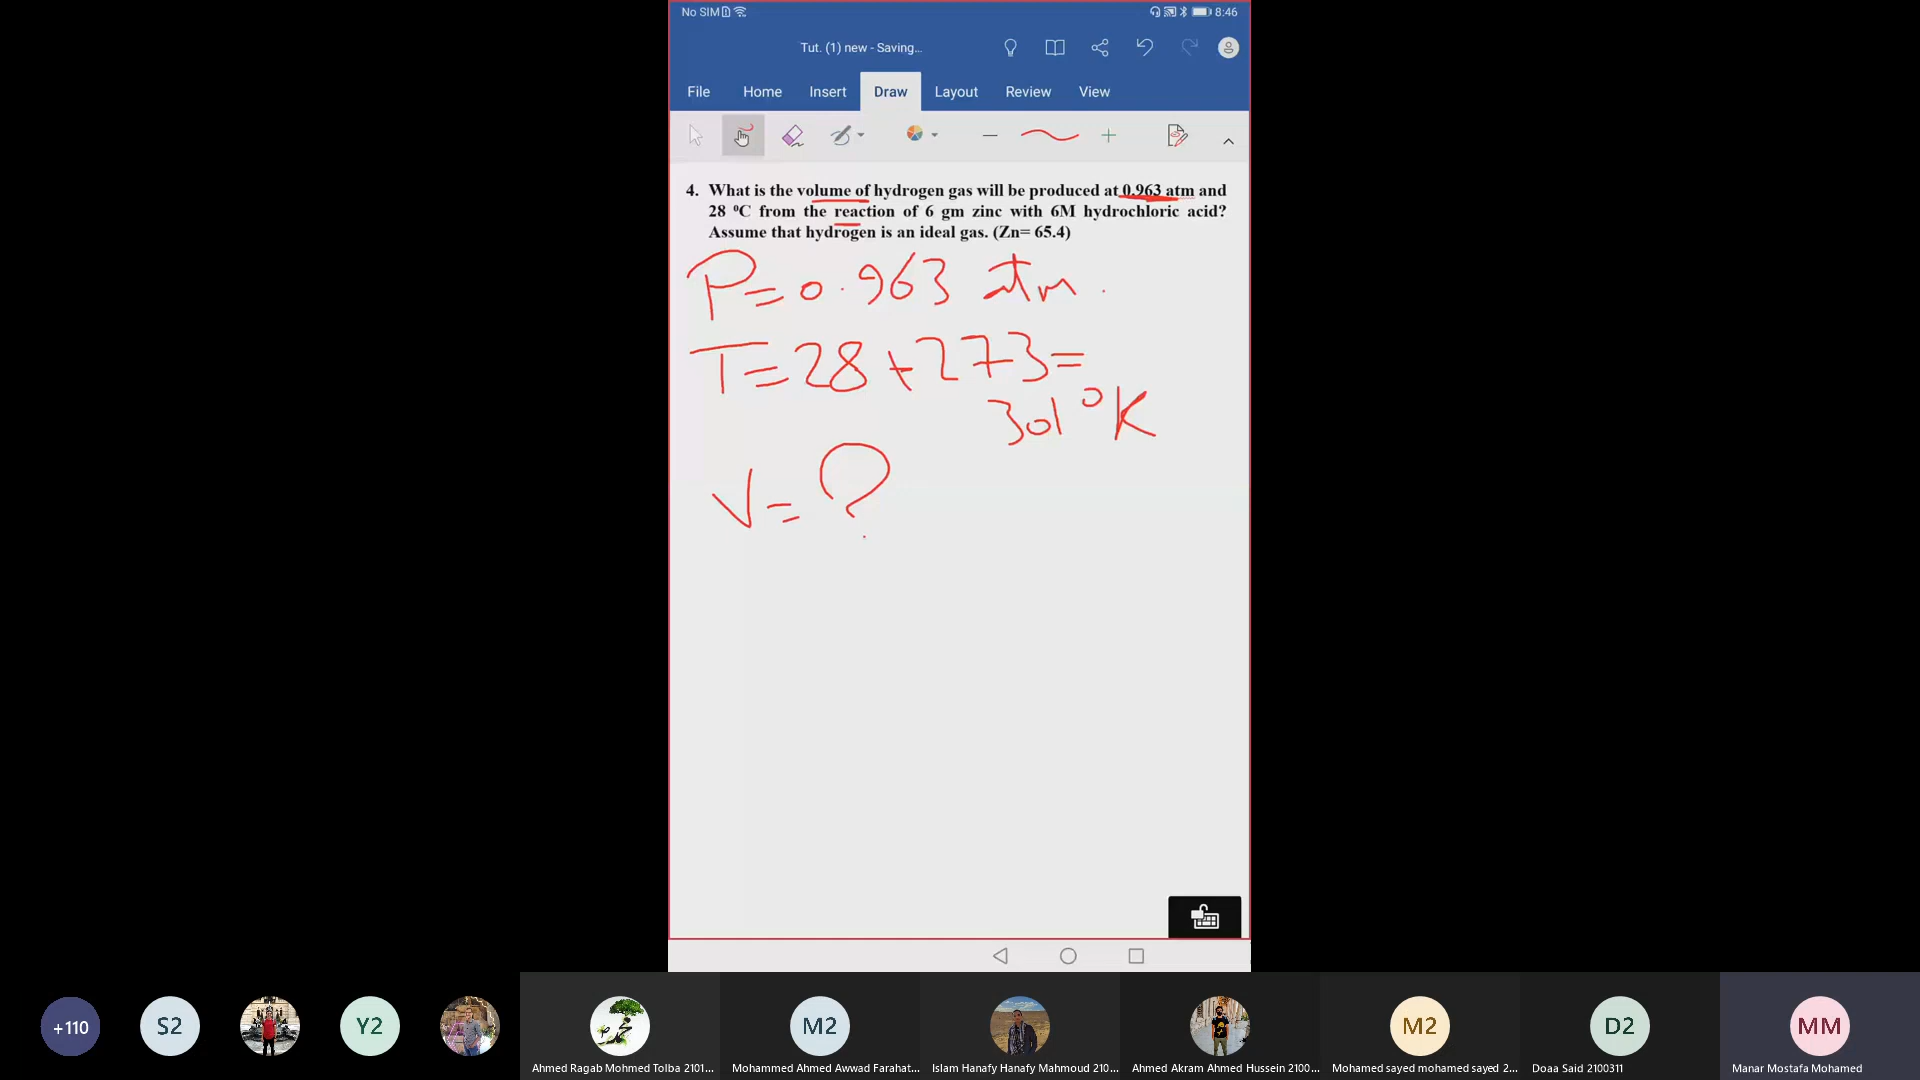 No SIM
8:46
Tut. (1) new - Saving...
File Home Insert Draw Layout Review View
4. What is the volume of hydrogen gas will be produced at 0.963 atm and
28 ⁰C from the reaction of 6 gm zinc with 6M hydrochloric acid?
Assume that hydrogen is an ideal gas. (Zn= 65.4)
P=0.963 atm.
T=28+273=
301°K
V=?
+110 S2 Y2 M2 M2 D2 MM
Ahmed Ragab Mohmed Tolba 2101... Mohammed Ahmed Awwad Farahat... Islam Hanafy Hanafy Mahmoud 210... Ahmed Akram Ahmed Hussein 2100... Mohamed sayed mohamed sayed 2... Doaa Said 2100311 Manar Mostafa Mohamed